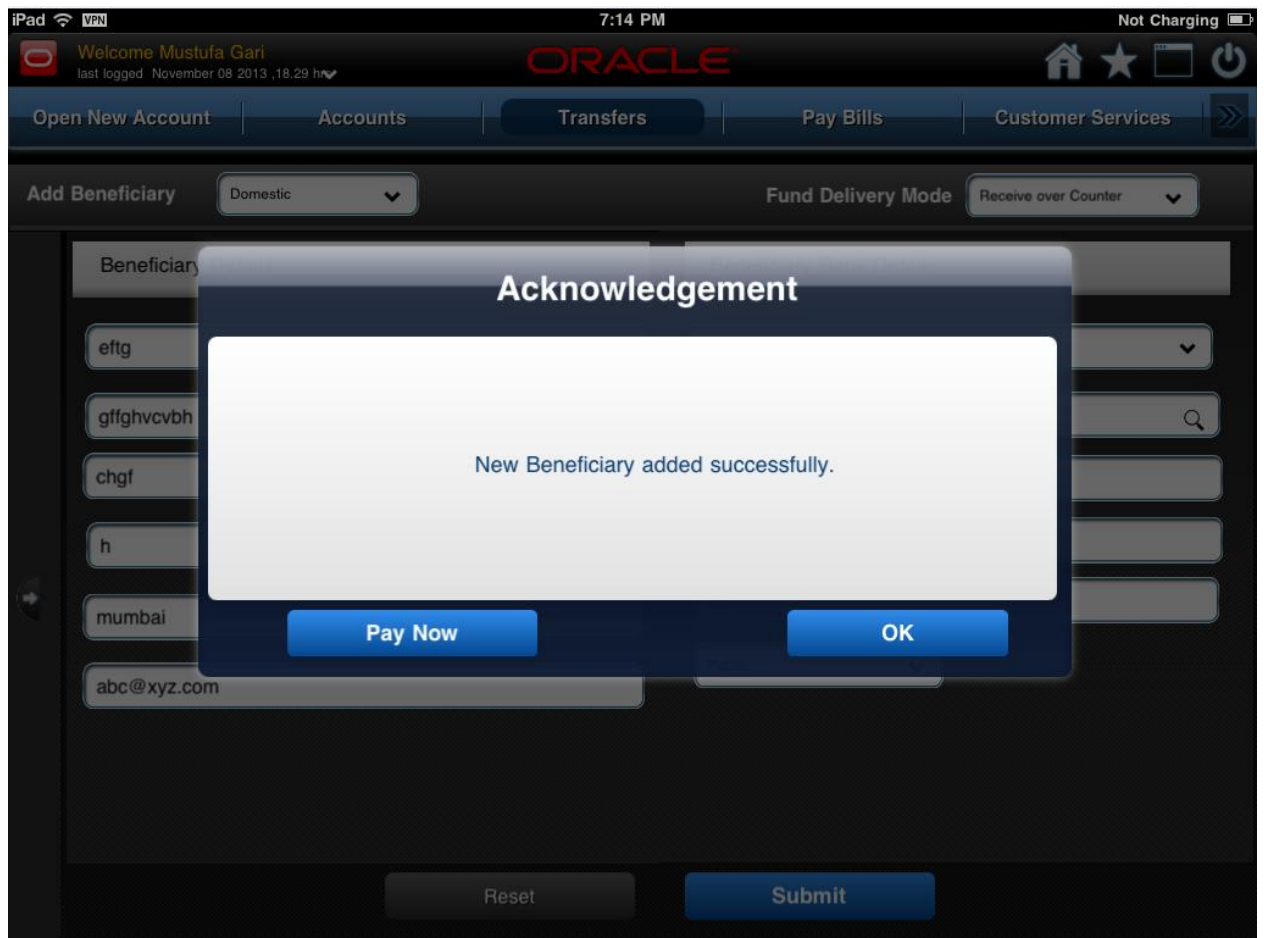 iPad VPN 7:14 PM Not Charging
Welcome Mustufa Gari
last logged November 08 2013 ,18.29 hr
ORACLE
Open New Account Accounts Transfers Pay Bills Customer Services
Add Beneficiary Domestic Fund Delivery Mode Receive over Counter
Beneficiary
Acknowledgement
eftg
gffghvcvbh
chgf
New Beneficiary added successfully.
h
mumbai
Pay Now OK
abc@xyz.com
Reset Submit